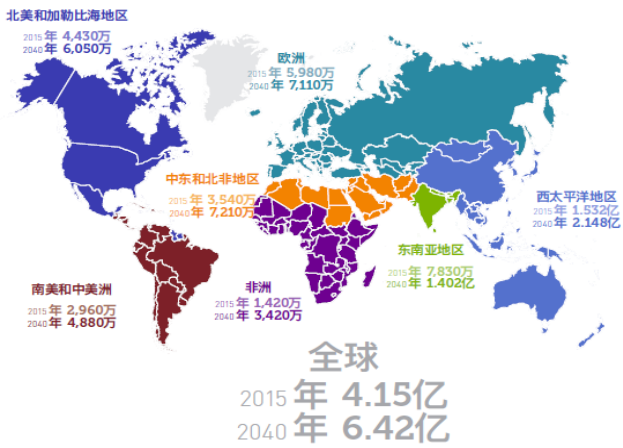 北美和加勒比海地区
2015 年 4,430万
2040 年 6,050万
欧洲
2015 年 5,980万
2040 年 7,110万
中东和北非地区
2015 年 3,540万
2040 年 7,210万
西太平洋地区
2015 年 1.532亿
2040 年 2.148亿
东南亚地区
2015 年 7,830万
2040 年 1.402亿
南美和中美洲
2015 年 2,960万
2040 年 4,880万
非洲
2015 年 1,420万
2040 年 3,420万
全球
2015 年 4.15亿
2040 年 6.42亿